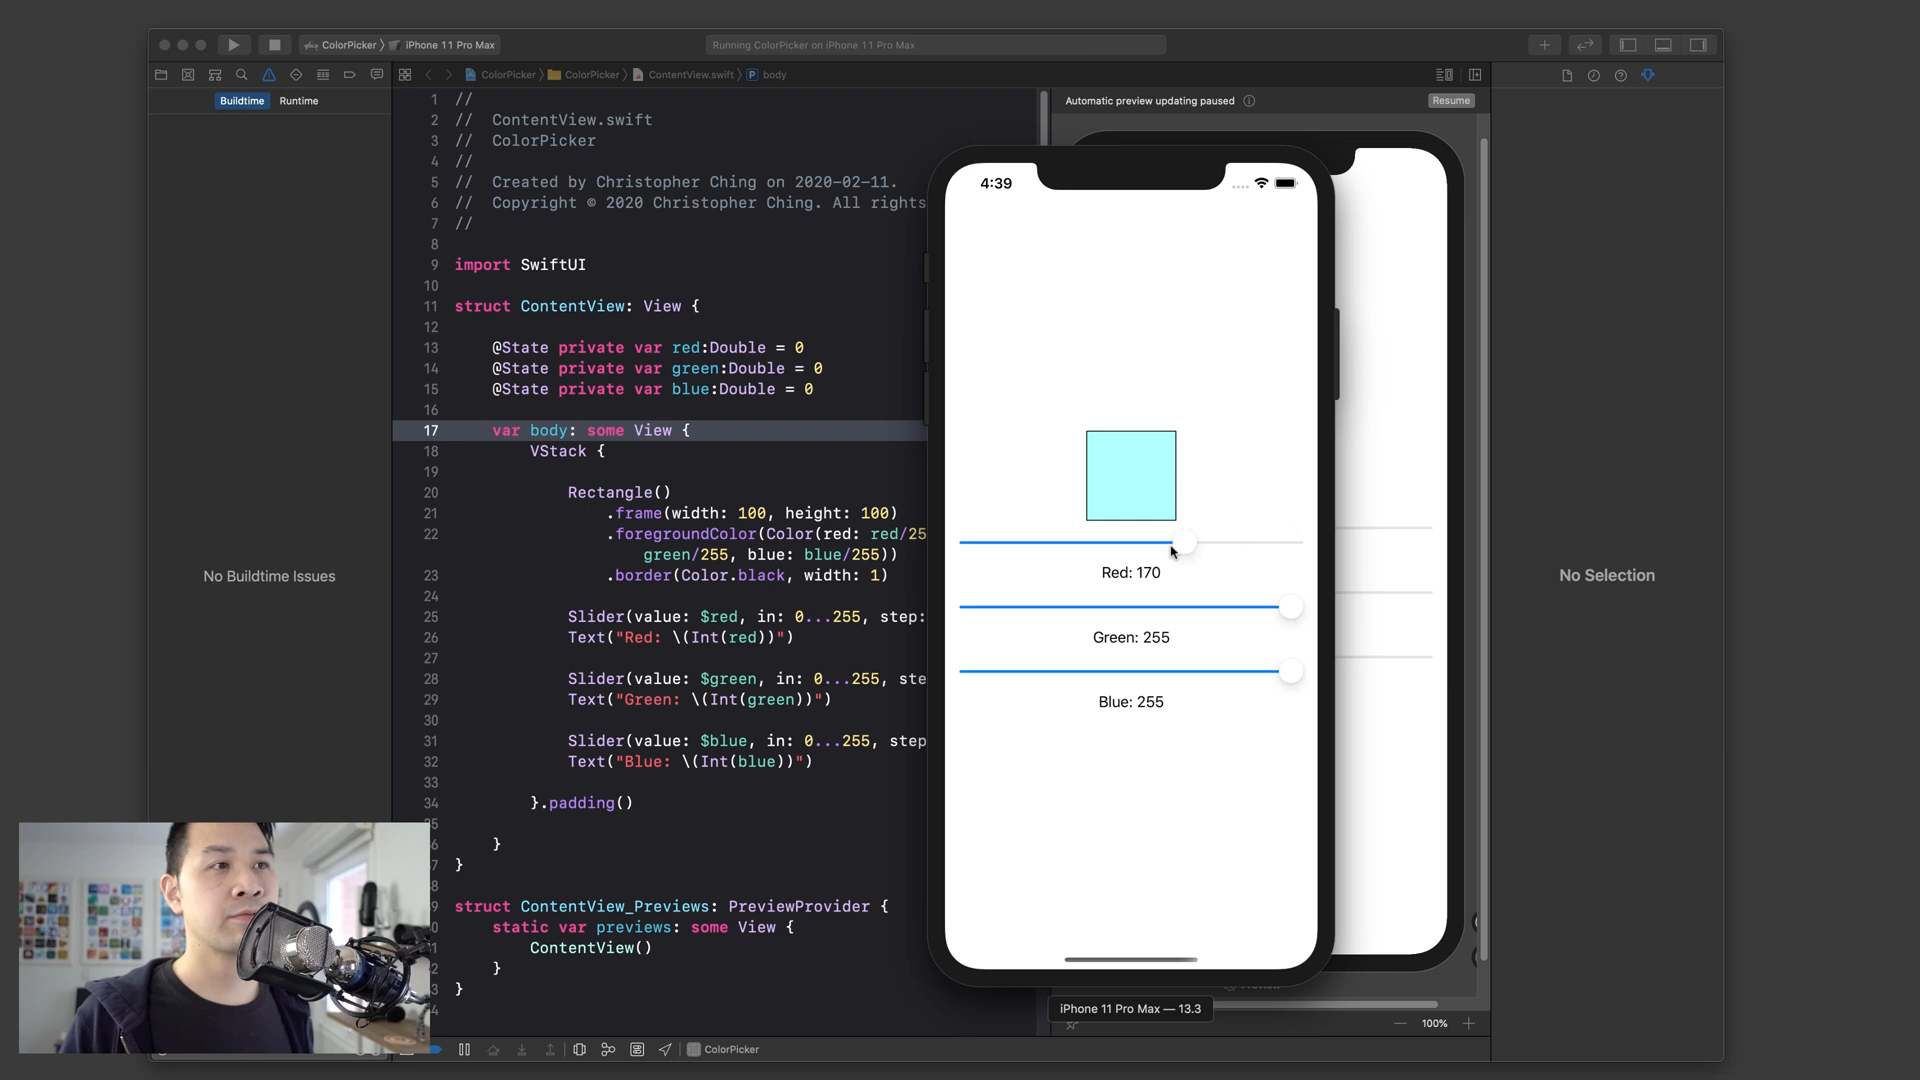 ColorPicker 〉 iPhone 11 Pro Max
Running ColorPicker on iPhone 11 Pro Max
ColorPicker 〉 ColorPicker 〉 ContentView.swift 〉 P body
Buildtime Runtime
No Buildtime Issues
1 //
2 // ContentView.swift
3 // ColorPicker
4 //
5 // Created by Christopher Ching on 2020-02-11.
6 // Copyright © 2020 Christopher Ching. All rights
7 //
8
9 import SwiftUI
10
11 struct ContentView: View {
12
13 @State private var red:Double = 0
14 @State private var green:Double = 0
15 @State private var blue:Double = 0
16
17 var body: some View {
18 VStack {
19
20 Rectangle()
21 .frame(width: 100, height: 100)
22 .foregroundColor(Color(red: red/25
green/255, blue: blue/255))
23 .border(Color.black, width: 1)
24
25 Slider(value: $red, in: 0...255, step:
26 Text("Red: \(Int(red))")
27
28 Slider(value: $green, in: 0...255, ste
29 Text("Green: \(Int(green))")
30
31 Slider(value: $blue, in: 0...255, step
32 Text("Blue: \(Int(blue))")
33
34 }.padding()
}
}
struct ContentView_Previews: PreviewProvider {
static var previews: some View {
ContentView()
}
}
Automatic preview updating paused
Resume
4:39
Red: 170
Green: 255
Blue: 255
iPhone 11 Pro Max — 13.3
100%
No Selection
ColorPicker